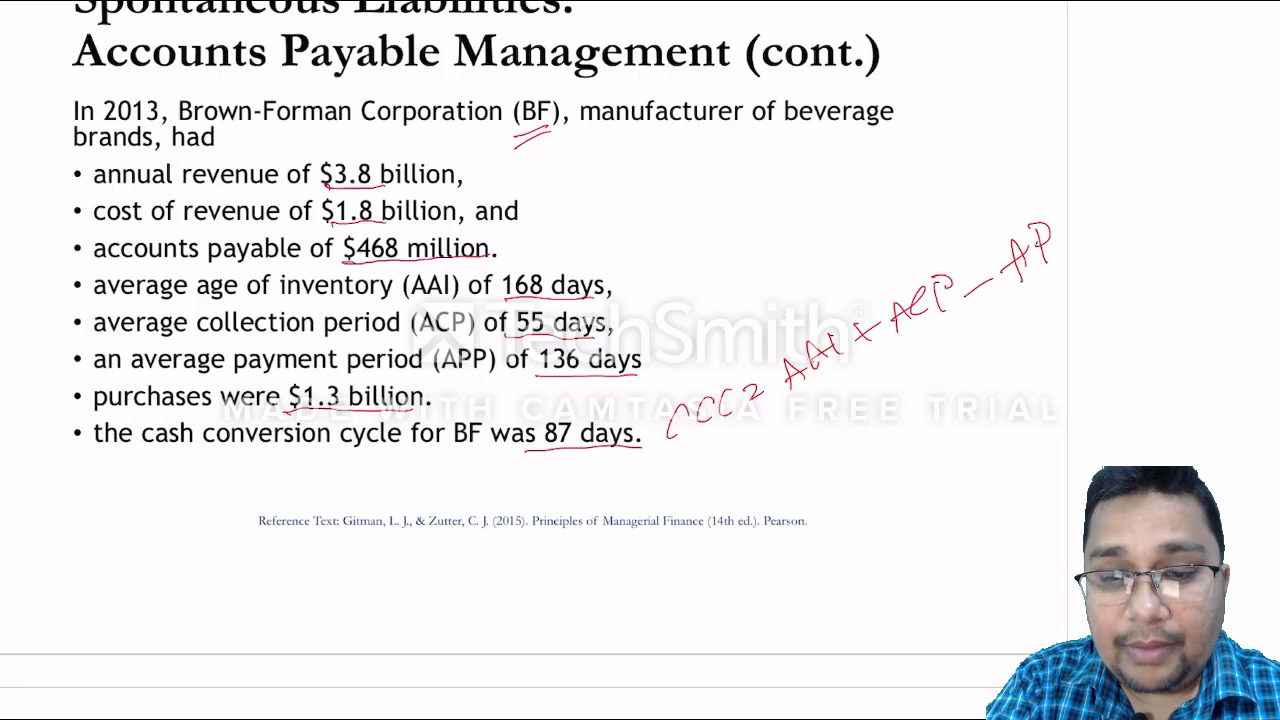 Spontaneous Liabilities:
Accounts Payable Management (cont.)
In 2013, Brown-Forman Corporation (BF), manufacturer of beverage
brands, had
• annual revenue of $3.8 billion,
• cost of revenue of $1.8 billion, and
• accounts payable of $468 million.
• average age of inventory (AAI) of 168 days,
• average collection period (ACP) of 55 days,
• an average payment period (APP) of 136 days
• purchases were $1.3 billion.
• the cash conversion cycle for BF was 87 days.
CCC = AAI + ACP - AP
TechSmith®
MADE WITH CAMTASIA FREE TRIAL
Reference Text: Gitman, L. J., & Zutter, C. J. (2015). Principles of Managerial Finance (14th ed.). Pearson.